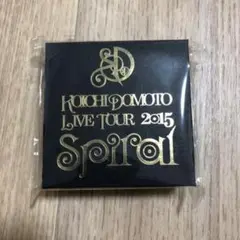 KOICHI DOMOTO
LIVE TOUR 2015
Spiral